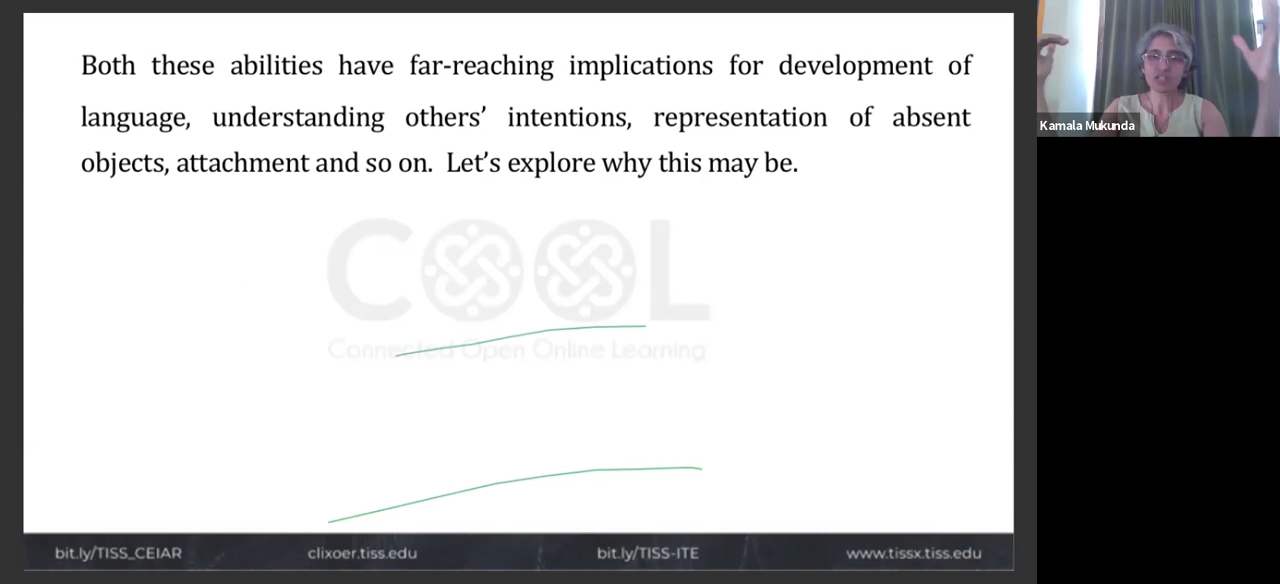 Both these abilities have far-reaching implications for development of
language, understanding others’ intentions, representation of absent
objects, attachment and so on. Let’s explore why this may be.
COOL
Connected Open Online Learning
bit.ly/TISS_CEIAR clixoer.tiss.edu bit.ly/TISS-ITE www.tissx.tiss.edu
Kamala Mukunda